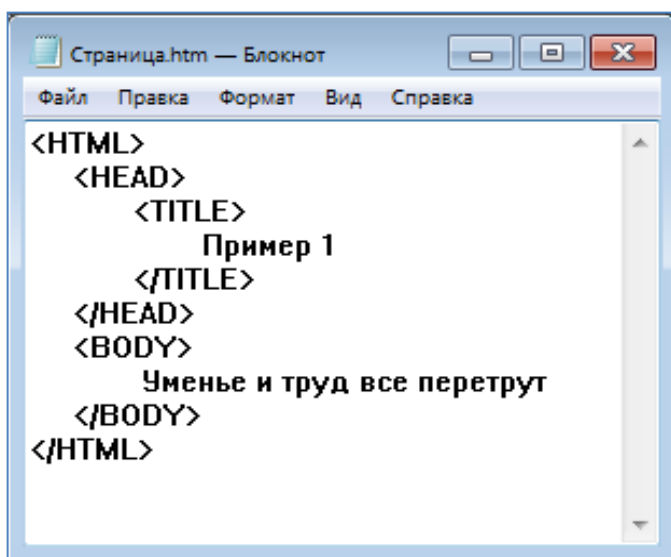 Страница.htm — Блокнот
Файл Правка Формат Вид Справка
<HTML>
<HEAD>
<TITLE>
Пример 1
</TITLE>
</HEAD>
<BODY>
Уменье и труд все перетрут
</BODY>
</HTML>